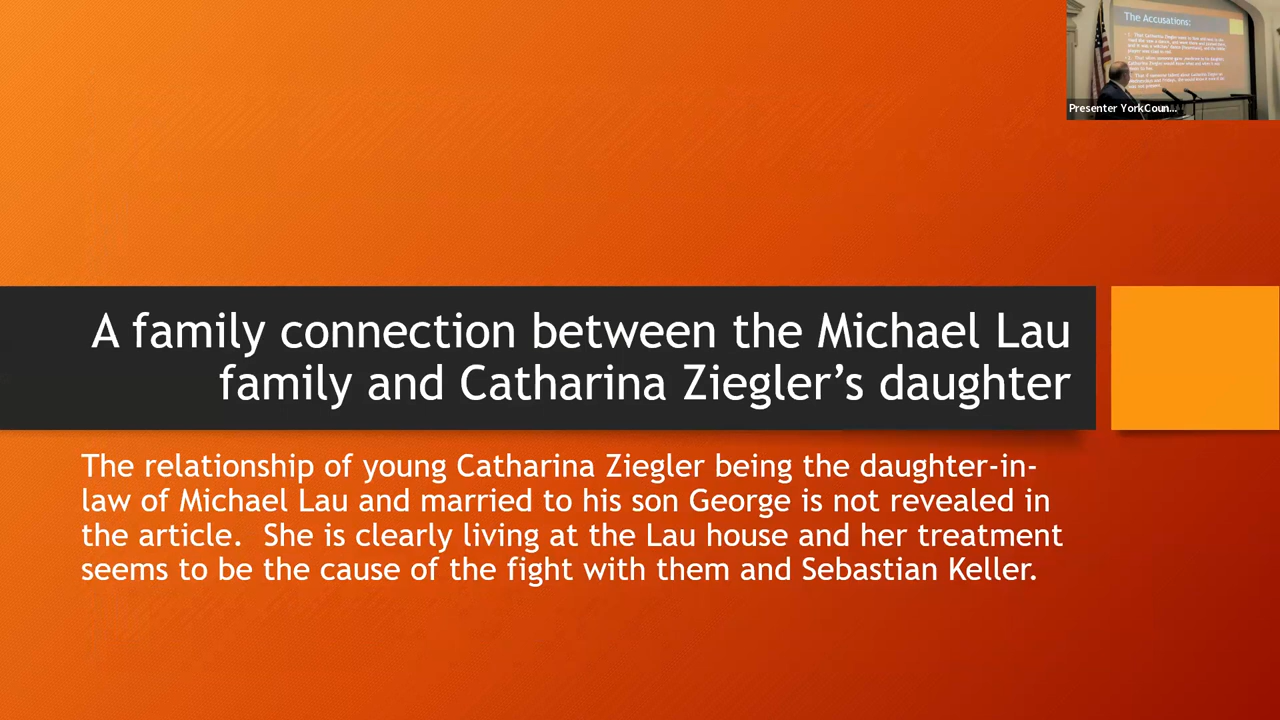 The Accusations:
Presenter YorkCoun...
A family connection between the Michael Lau
family and Catharina Ziegler’s daughter
The relationship of young Catharina Ziegler being the daughter-in-
law of Michael Lau and married to his son George is not revealed in
the article.  She is clearly living at the Lau house and her treatment
seems to be the cause of the fight with them and Sebastian Keller.